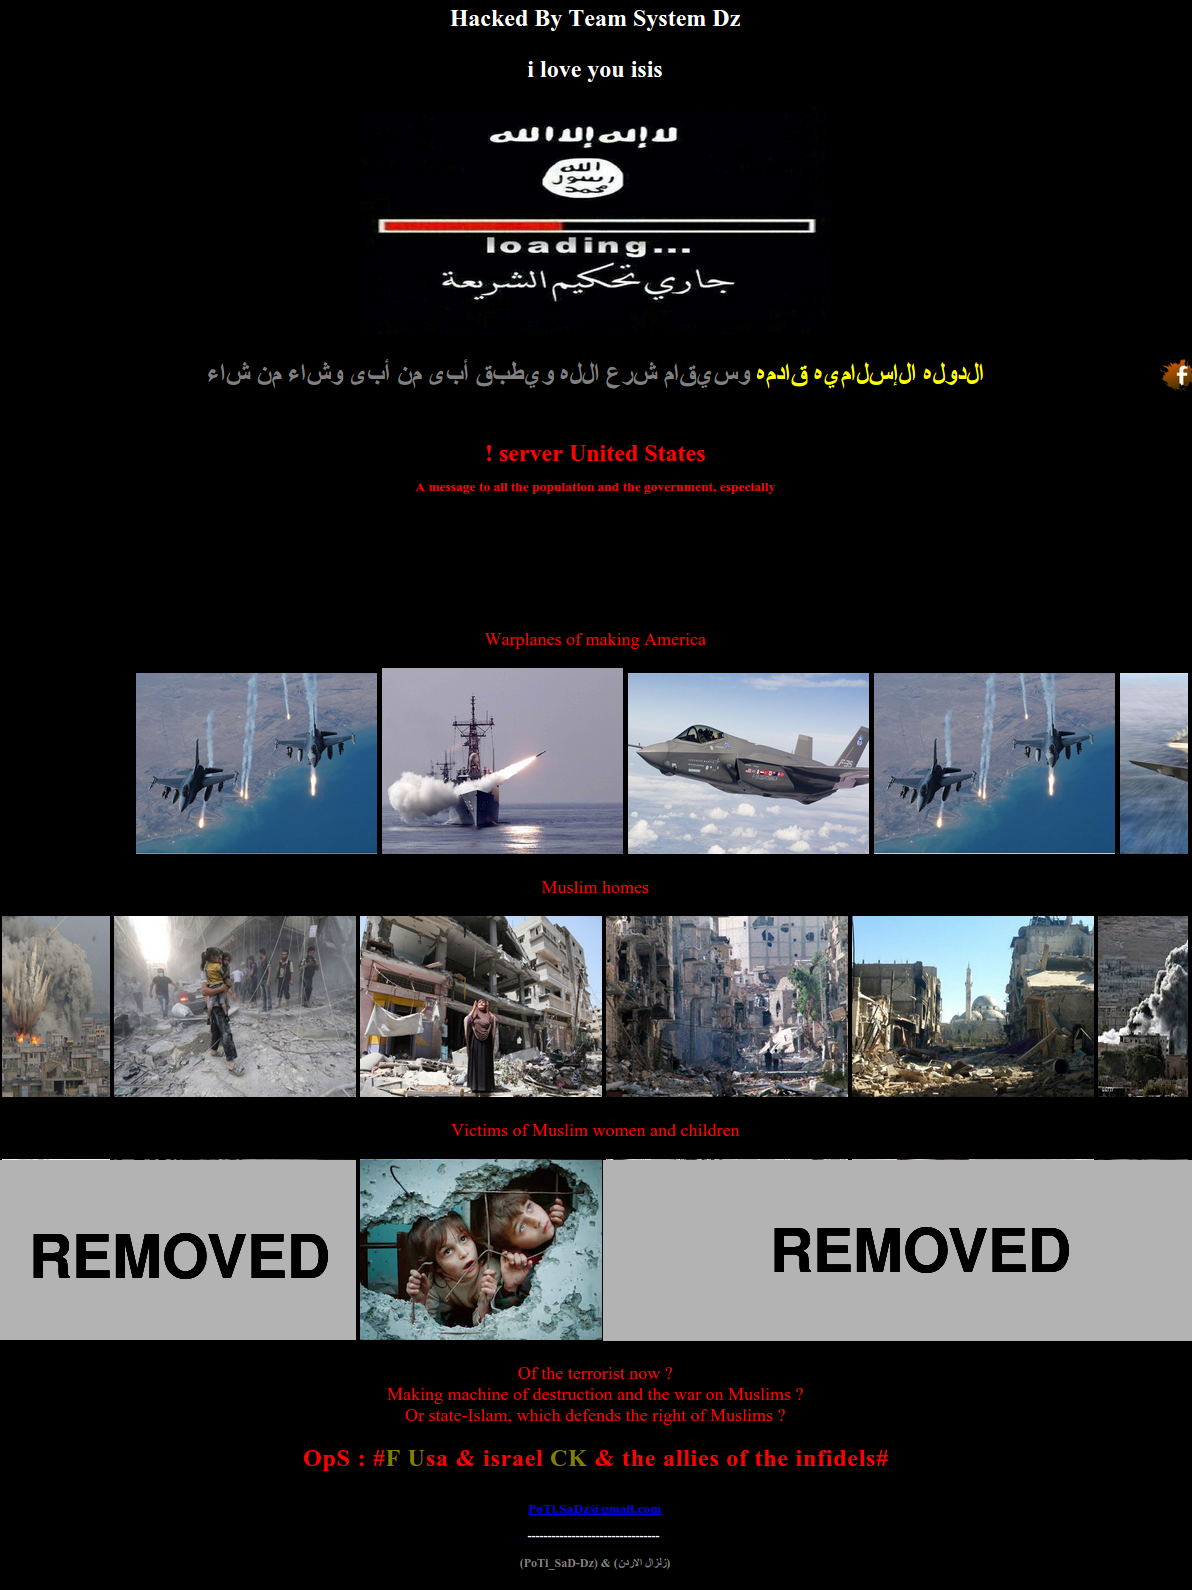 Hacked By Team System Dz
i love you isis
لا إله إلا الله
الله
رسول
محمد
loading...
جاري تحكيم الشريعة
الدوله الإسلاميه قادمه وسيقام شرع الله ويطبق أبى من أبى وشاء من شاء
! server United States
A message to all the population and the government, especially
Warplanes of making America
F-35
Muslim homes
Victims of Muslim women and children
REMOVED
REMOVED
Of the terrorist now ?
Making machine of destruction and the war on Muslims ?
Or state-Islam, which defends the right of Muslims ?
OpS : #F Usa & israel CK & the allies of the infidels#
PoTi.SaDz@gmail.com
---------------------------------
(PoTi_SaD-Dz) & (زلزال الاردن)